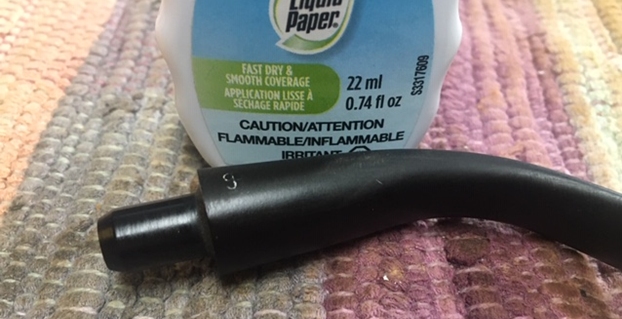 Liquid
Paper.
FAST DRY &
SMOOTH COVERAGE
APPLICATION LISSE À
SÉCHAGE RAPIDE
22 ml
0.74 fl oz
S3317609
CAUTION/ATTENTION
FLAMMABLE/INFLAMMABLE
IRRITANT